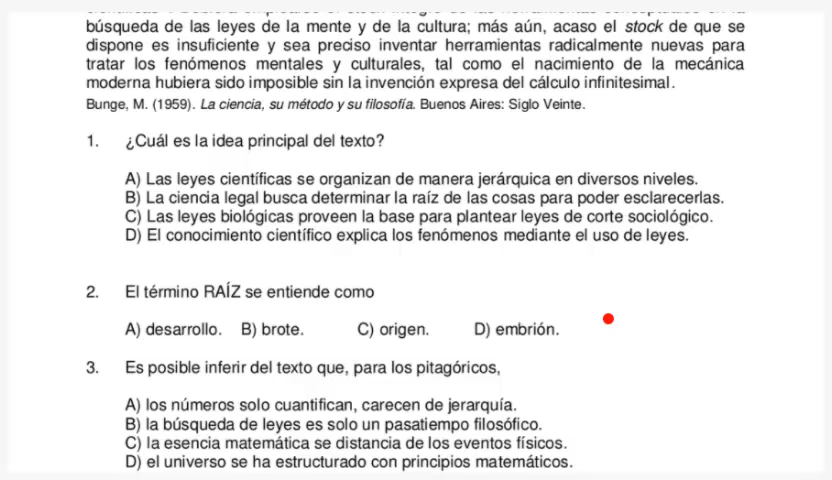 búsqueda de las leyes de la mente y de la cultura; más aún, acaso el stock de que se
dispone es insuficiente y sea preciso inventar herramientas radicalmente nuevas para
tratar los fenómenos mentales y culturales, tal como el nacimiento de la mecánica
moderna hubiera sido imposible sin la invención expresa del cálculo infinitesimal.
Bunge, M. (1959). La ciencia, su método y su filosofía. Buenos Aires: Siglo Veinte.
1. ¿Cuál es la idea principal del texto?
A) Las leyes científicas se organizan de manera jerárquica en diversos niveles.
B) La ciencia legal busca determinar la raíz de las cosas para poder esclarecerlas.
C) Las leyes biológicas proveen la base para plantear leyes de corte sociológico.
D) El conocimiento científico explica los fenómenos mediante el uso de leyes.
2. El término RAÍZ se entiende como
A) desarrollo. B) brote. C) origen. D) embrión.
3. Es posible inferir del texto que, para los pitagóricos,
A) los números solo cuantifican, carecen de jerarquía.
B) la búsqueda de leyes es solo un pasatiempo filosófico.
C) la esencia matemática se distancia de los eventos físicos.
D) el universo se ha estructurado con principios matemáticos.